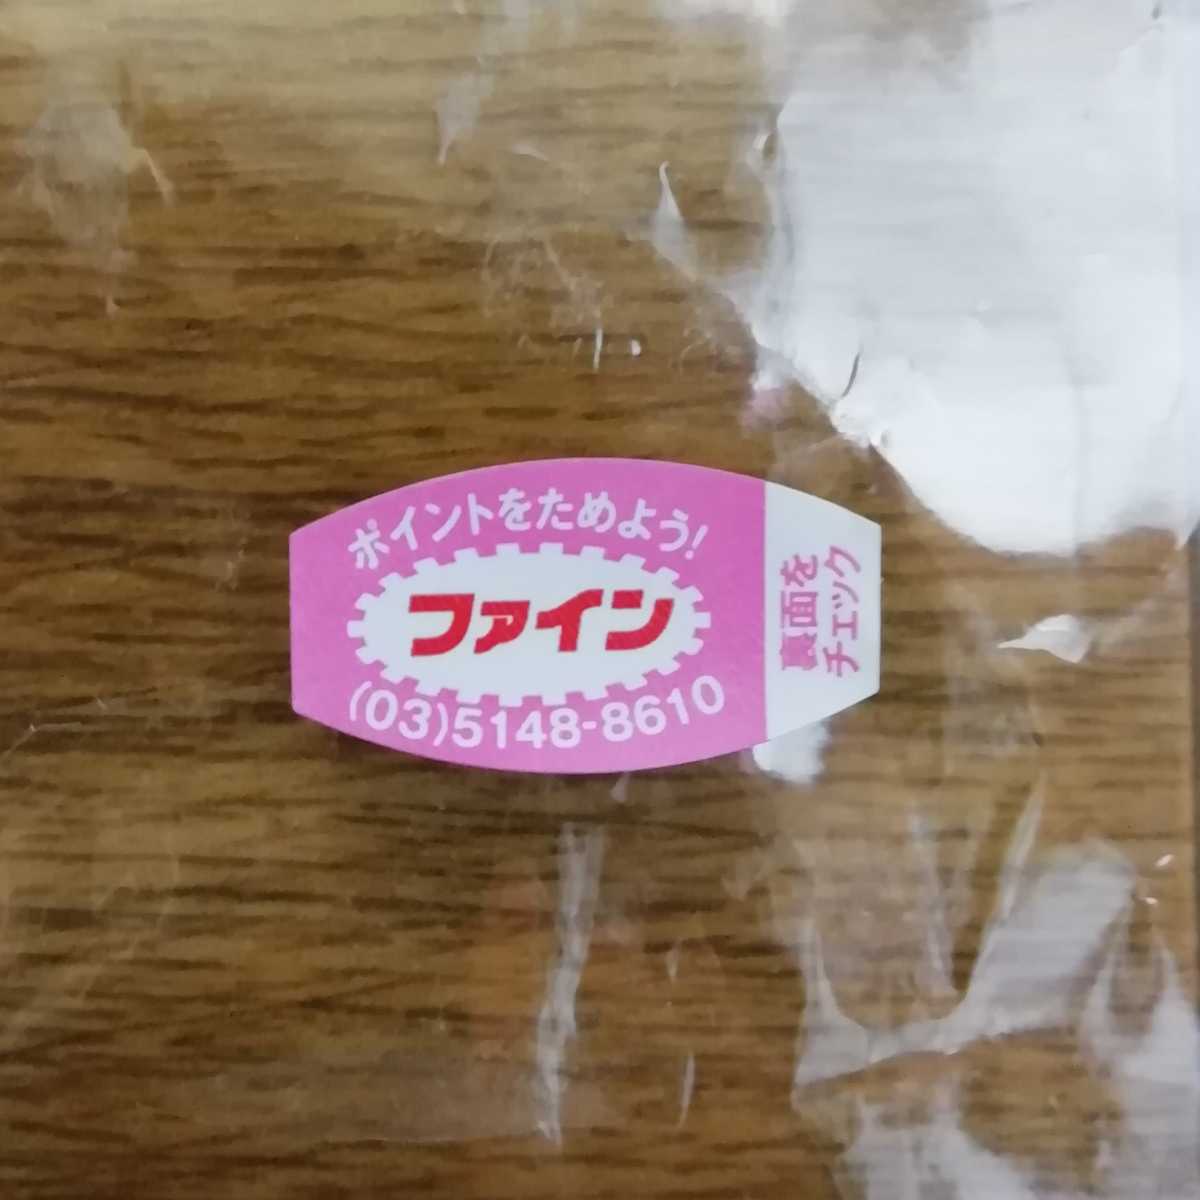 ポイントをためよう!
ファイン
(03)5148-8610
裏面を
チェック